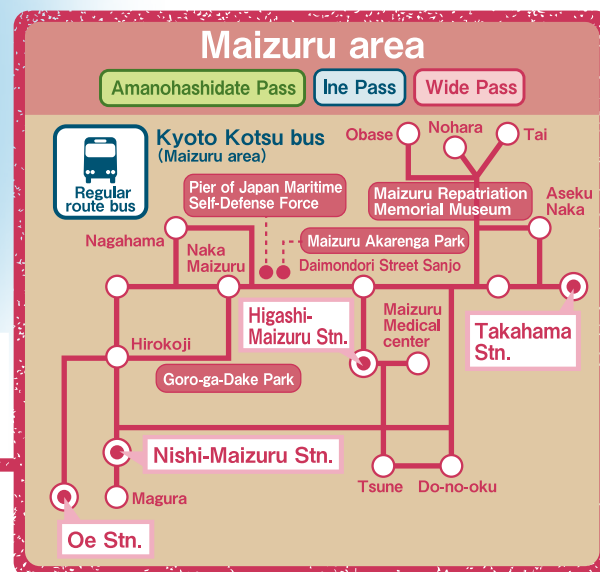 Maizuru area
Amanohashidate Pass
Ine Pass
Wide Pass
Regular
route bus
Kyoto Kotsu bus
(Maizuru area)
Obase
Nohara
Tai
Pier of Japan Maritime
Self-Defense Force
Maizuru Repatriation
Memorial Museum
Aseku
Naka
Nagahama
Naka
Maizuru
Maizuru Akarenga Park
Daimondori Street Sanjo
Higashi-
Maizuru Stn.
Maizuru
Medical
center
Takahama
Stn.
Hirokoji
Goro-ga-Dake Park
Nishi-Maizuru Stn.
Tsune
Do-no-oku
Magura
Oe Stn.